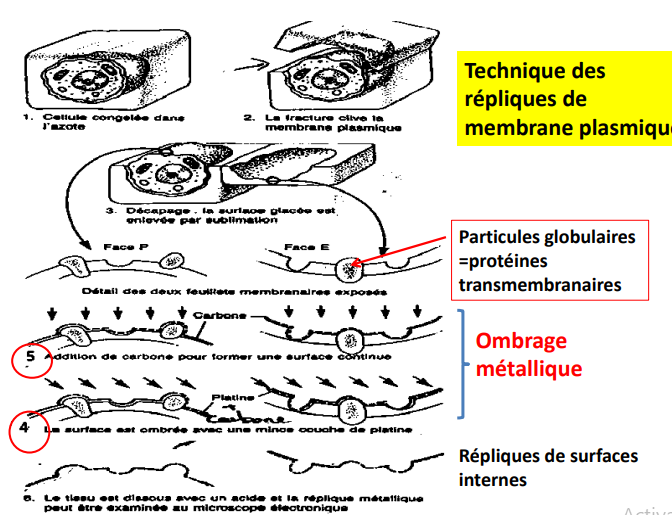 1. Cellule congelée dans
l'azote
2. La fracture clive la
membrane plasmique
Technique des
répliques de
membrane plasmiqu
3. Décapage : la surface glacée est
enlevée par sublimation
Face P
Face E
Particules globulaires
=protéines
transmembranaires
Détail des deux feuillets membranaires exposés
Carbone
5 Addition de carbone pour former une surface continue
Ombrage
métallique
Platine
Carbone
4 La surface est ombrée avec une mince couche de platine
Répliques de surfaces
internes
6. Le tissu est dissous avec un acide et la réplique métallique
peut être examinée au microscope électronique
Activ